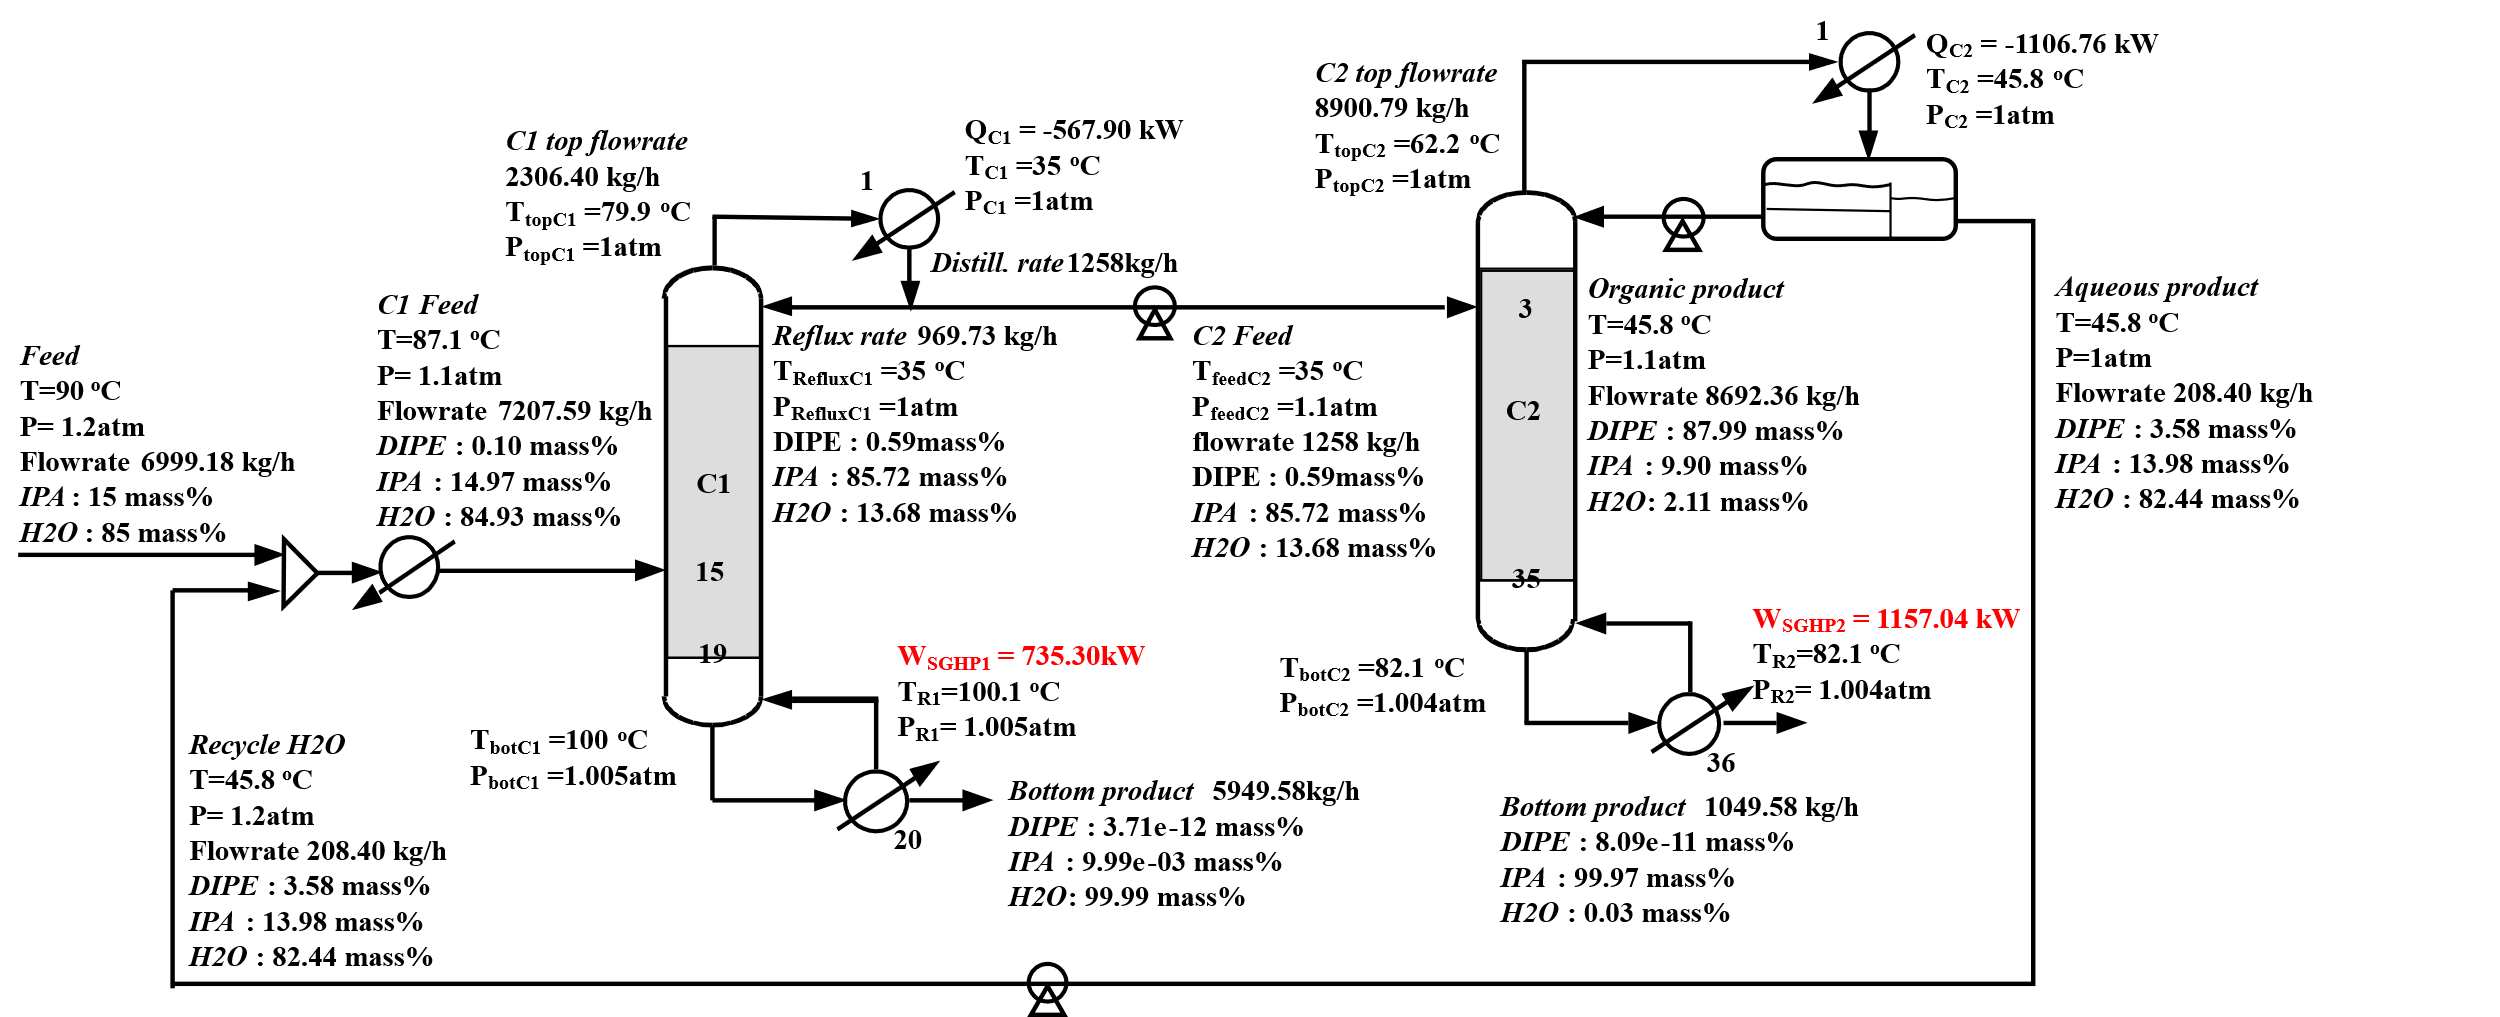 Feed
T=90 °C
P= 1.2atm
Flowrate 6999.18 kg/h
IPA : 15 mass%
H2O : 85 mass%
C1 Feed
T=87.1 °C
P= 1.1atm
Flowrate 7207.59 kg/h
DIPE : 0.10 mass%
IPA : 14.97 mass%
H2O : 84.93 mass%
Recycle H2O
T=45.8 °C
P= 1.2atm
Flowrate 208.40 kg/h
DIPE : 3.58 mass%
IPA : 13.98 mass%
H2O : 82.44 mass%
C1 top flowrate
2306.40 kg/h
TtopC1 =79.9 °C
PtopC1 =1atm
1
QC1 = -567.90 kW
TC1 =35 °C
PC1 =1atm
Distill. rate 1258kg/h
C1
15
19
Reflux rate 969.73 kg/h
TRefluxC1 =35 °C
PRefluxC1 =1atm
DIPE : 0.59mass%
IPA : 85.72 mass%
H2O : 13.68 mass%
WSGHP1 = 735.30kW
TR1=100.1 °C
PR1= 1.005atm
TbotC1 =100 °C
PbotC1 =1.005atm
20
Bottom product 5949.58kg/h
DIPE : 3.71e-12 mass%
IPA : 9.99e-03 mass%
H2O: 99.99 mass%
C2 Feed
TfeedC2 =35 °C
PfeedC2 =1.1atm
flowrate 1258 kg/h
DIPE : 0.59mass%
IPA : 85.72 mass%
H2O : 13.68 mass%
C2 top flowrate
8900.79 kg/h
TtopC2 =62.2 °C
PtopC2 =1atm
1
QC2 = -1106.76 kW
TC2 =45.8 °C
PC2 =1atm
3
C2
35
Organic product
T=45.8 °C
P=1.1atm
Flowrate 8692.36 kg/h
DIPE : 87.99 mass%
IPA : 9.90 mass%
H2O: 2.11 mass%
Aqueous product
T=45.8 °C
P=1atm
Flowrate 208.40 kg/h
DIPE : 3.58 mass%
IPA : 13.98 mass%
H2O : 82.44 mass%
WSGHP2 = 1157.04 kW
TR2=82.1 °C
PR2= 1.004atm
TbotC2 =82.1 °C
PbotC2 =1.004atm
36
Bottom product 1049.58 kg/h
DIPE : 8.09e-11 mass%
IPA : 99.97 mass%
H2O : 0.03 mass%